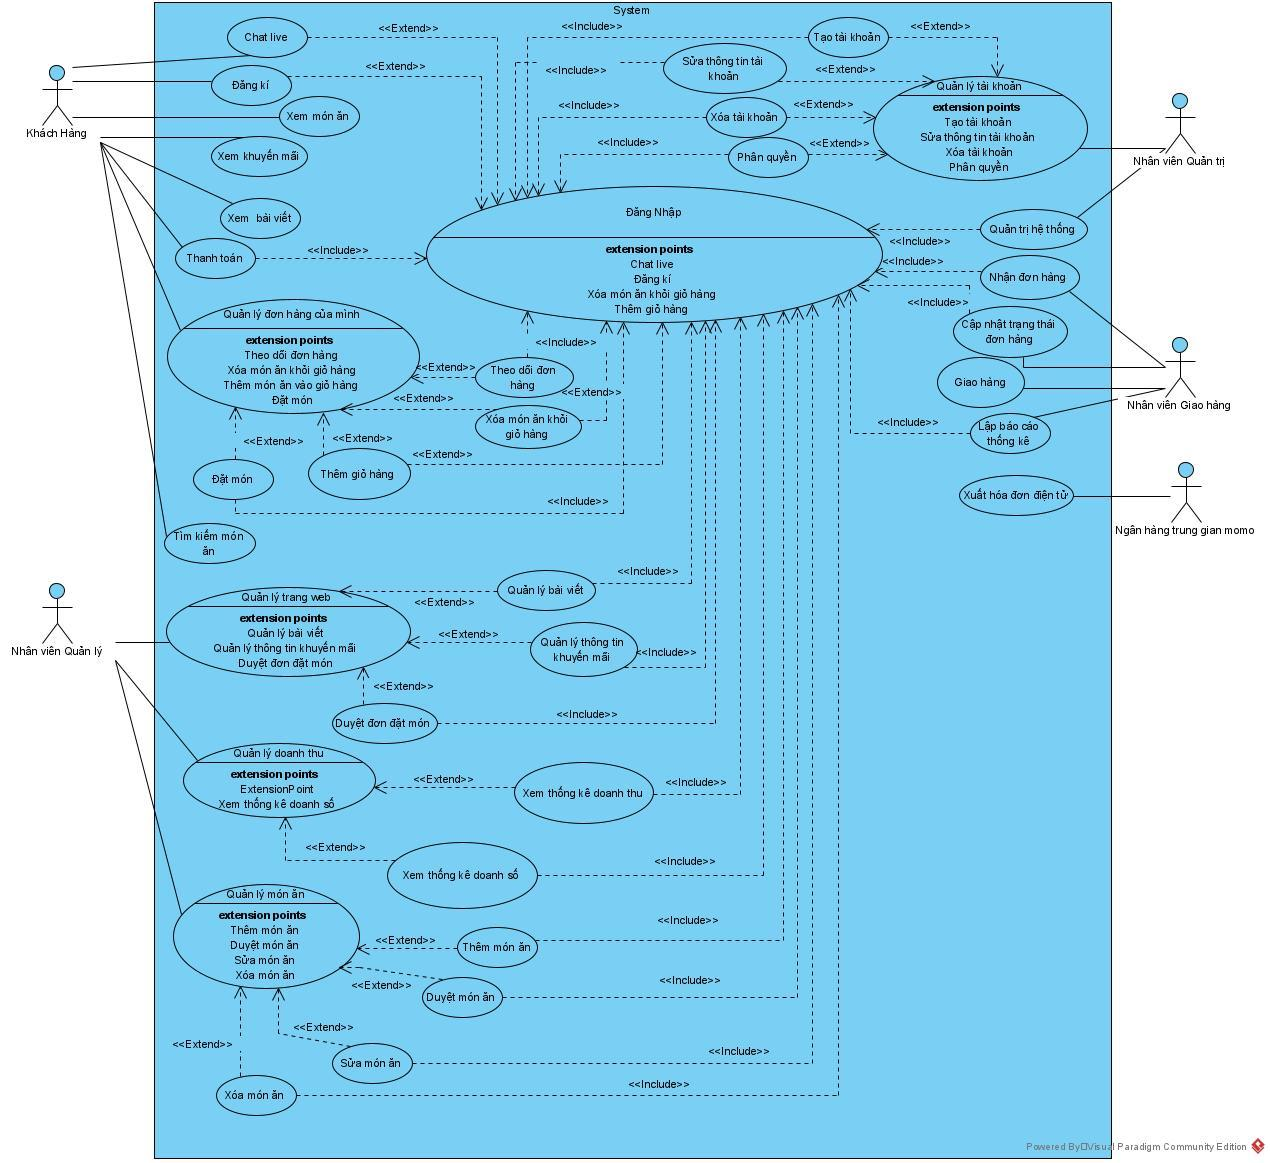 System
Chat live
<<Extend>>
<<Include>>
Tạo tài khoản
<<Extend>>
Đăng kí
<<Extend>>
<<Include>>
Sửa thông tin tài
khoản
<<Extend>>
Quản lý tài khoản
extension points
Tạo tài khoản
Sửa thông tin tài khoản
Xóa tài khoản
Phân quyền
Khách Hàng
Xem món ăn
<<Include>>
Xóa tài khoản
<<Extend>>
Xem khuyến mãi
<<Include>>
Phân quyền
<<Extend>>
Nhân viên Quản trị
Xem bài viết
Đăng Nhập
extension points
Chat live
Đăng kí
Xóa món ăn khỏi giỏ hàng
Thêm giỏ hàng
Quản trị hệ thống
<<Include>>
Thanh toán
<<Include>>
<<Include>>
Nhận đơn hàng
<<Include>>
Cập nhật trạng thái
đơn hàng
Quản lý đơn hàng của mình
extension points
Theo dõi đơn hàng
Xóa món ăn khỏi giỏ hàng
Thêm món ăn vào giỏ hàng
Đặt món
<<Include>>
<<Extend>>
Theo dõi đơn
hàng
<<Extend>>
<<Extend>>
Xóa món ăn khỏi
giỏ hàng
Giao hàng
Nhân viên Giao hàng
<<Include>>
Lập báo cáo
thống kê
<<Extend>>
<<Extend>>
<<Extend>>
Đặt món
Thêm giỏ hàng
<<Include>>
Xuất hóa đơn điện tử
Ngân hàng trung gian momo
Tìm kiếm món
ăn
<<Include>>
Quản lý bài viết
<<Extend>>
Quản lý trang web
extension points
Quản lý bài viết
Quản lý thông tin khuyến mãi
Duyệt đơn đặt món
<<Extend>>
Quản lý thông tin
khuyến mãi
<<Include>>
Nhân viên Quản lý
<<Extend>>
Duyệt đơn đặt món
<<Include>>
Quản lý doanh thu
extension points
ExtensionPoint
Xem thống kê doanh số
<<Extend>>
Xem thống kê doanh thu
<<Include>>
<<Extend>>
Xem thống kê doanh số
<<Include>>
Quản lý món ăn
extension points
Thêm món ăn
Duyệt món ăn
Sửa món ăn
Xóa món ăn
<<Extend>>
Thêm món ăn
<<Include>>
<<Extend>>
Duyệt món ăn
<<Include>>
<<Extend>>
<<Extend>>
Sửa món ăn
<<Include>>
Xóa món ăn
<<Include>>
Powered By□Visual Paradigm Community Edition